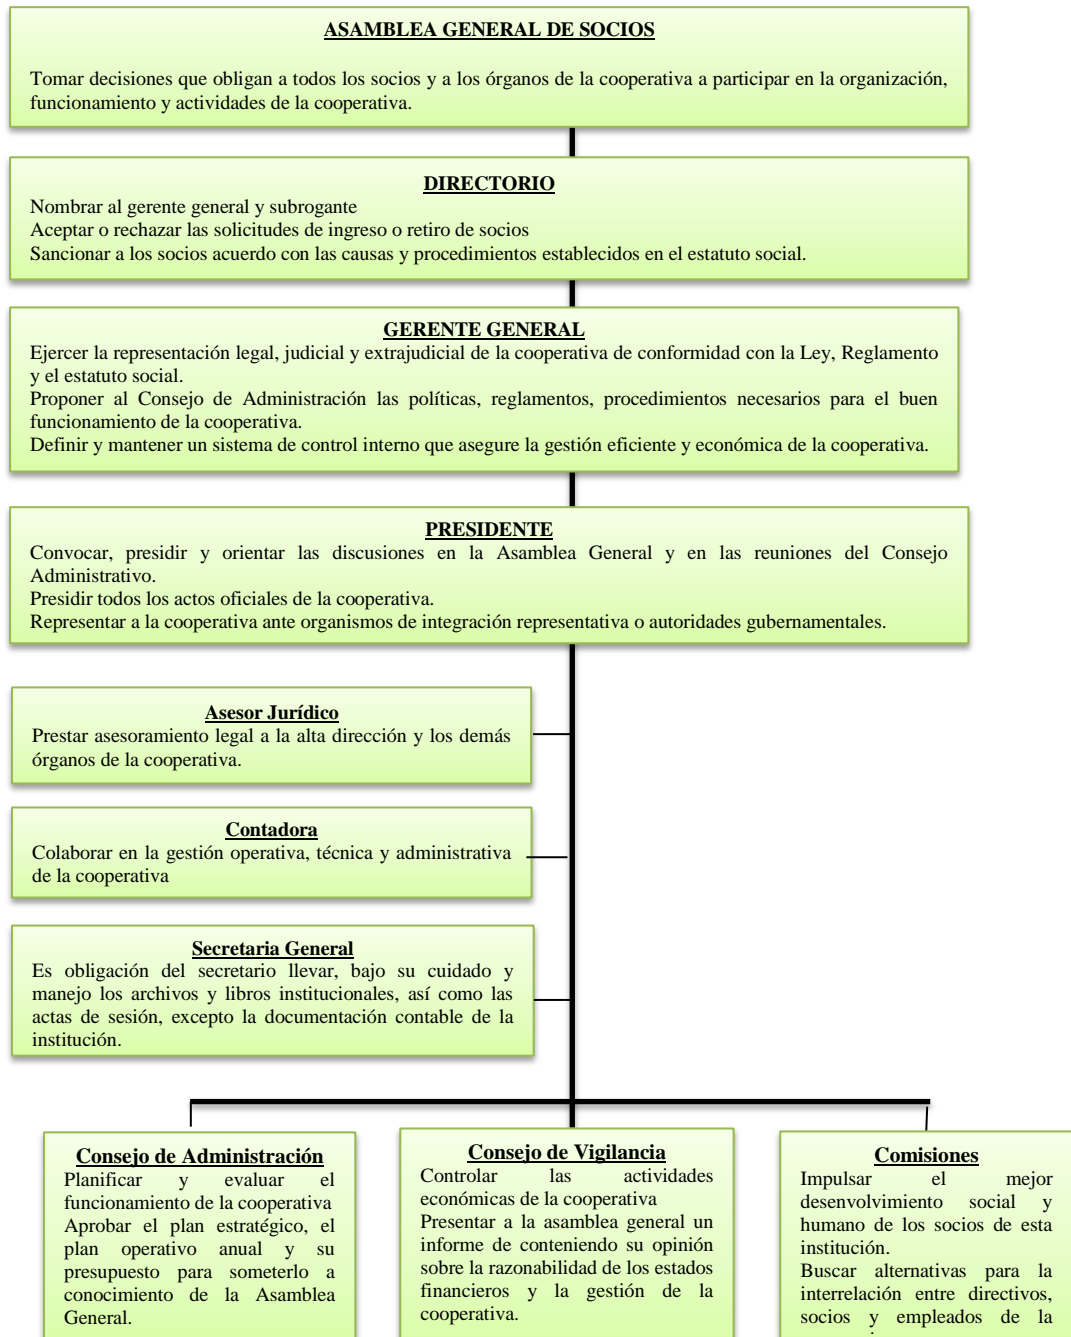 ASAMBLEA GENERAL DE SOCIOS
Tomar decisiones que obligan a todos los socios y a los órganos de la cooperativa a participar en la organización,
funcionamiento y actividades de la cooperativa.
DIRECTORIO
Nombrar al gerente general y subrogante
Aceptar o rechazar las solicitudes de ingreso o retiro de socios
Sancionar a los socios acuerdo con las causas y procedimientos establecidos en el estatuto social.
GERENTE GENERAL
Ejercer la representación legal, judicial y extrajudicial de la cooperativa de conformidad con la Ley, Reglamento
y el estatuto social.
Proponer al Consejo de Administración las políticas, reglamentos, procedimientos necesarios para el buen
funcionamiento de la cooperativa.
Definir y mantener un sistema de control interno que asegure la gestión eficiente y económica de la cooperativa.
PRESIDENTE
Convocar, presidir y orientar las discusiones en la Asamblea General y en las reuniones del Consejo
Administrativo.
Presidir todos los actos oficiales de la cooperativa.
Representar a la cooperativa ante organismos de integración representativa o autoridades gubernamentales.
Asesor Jurídico
Prestar asesoramiento legal a la alta dirección y los demás
órganos de la cooperativa.
Contadora
Colaborar en la gestión operativa, técnica y administrativa
de la cooperativa
Secretaria General
Es obligación del secretario llevar, bajo su cuidado y
manejo los archivos y libros institucionales, así como las
actas de sesión, excepto la documentación contable de la
institución.
Consejo de Administración
Planificar y evaluar el
funcionamiento de la cooperativa
Aprobar el plan estratégico, el
plan operativo anual y su
presupuesto para someterlo a
conocimiento de la Asamblea
General.
Consejo de Vigilancia
Controlar las actividades
económicas de la cooperativa
Presentar a la asamblea general un
informe de conteniendo su opinión
sobre la razonabilidad de los estados
financieros y la gestión de la
cooperativa.
Comisiones
Impulsar el mejor
desenvolvimiento social y
humano de los socios de esta
institución.
Buscar alternativas para la
interrelación entre directivos,
socios y empleados de la